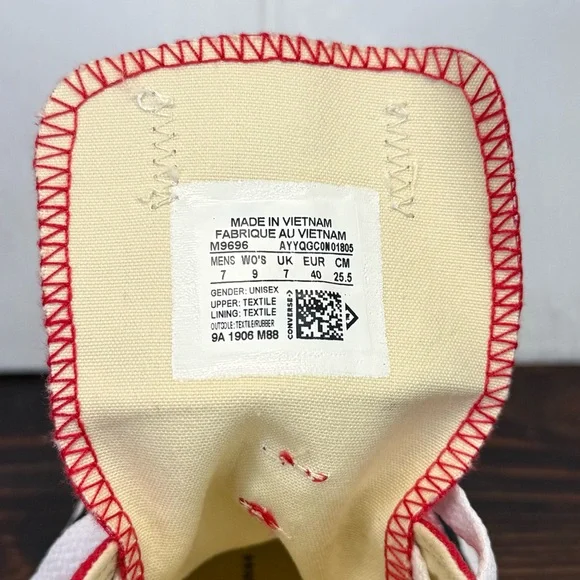 MADE IN VIETNAM
FABRIQUE AU VIETNAM
M9696 AYYQGC0N01805
MENS WO'S UK EUR CM
7 9 7 40 25.5
GENDER: UNISEX
UPPER: TEXTILE
LINING: TEXTILE
OUTSOLE: TEXTILE/RUBBER
9A 1906 M88
CONVERSE